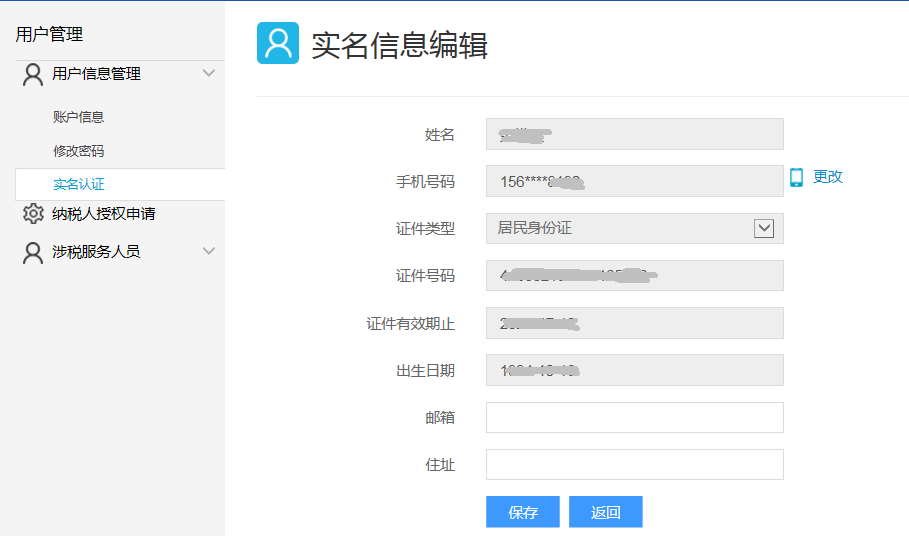 用户管理
用户信息管理
账户信息
修改密码
实名认证
纳税人授权申请
涉税服务人员
实名信息编辑
姓名
手机号码 156**** 更改
证件类型 居民身份证
证件号码
证件有效期止
出生日期
邮箱
住址
保存 返回